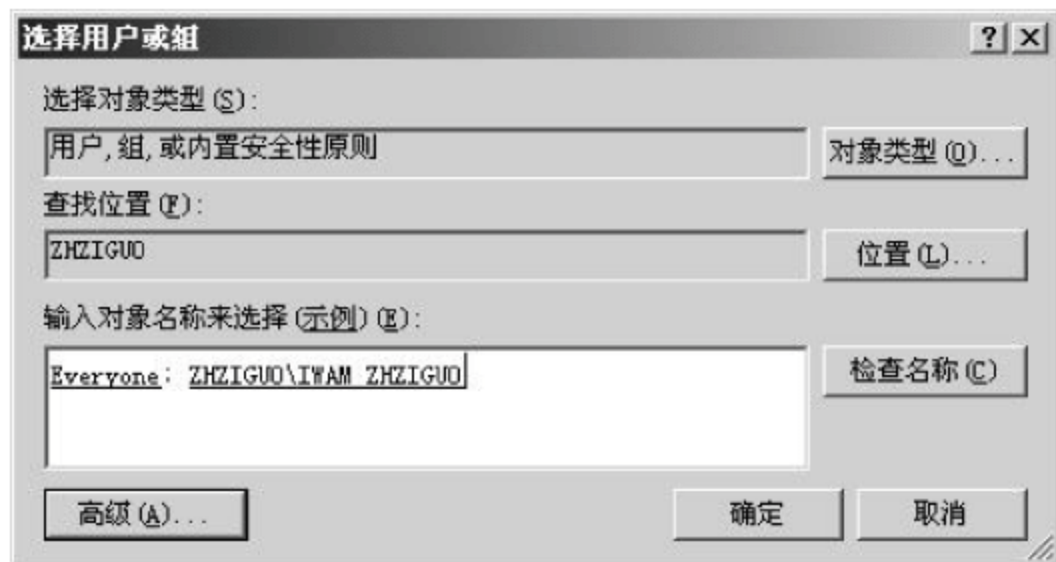 选择用户或组
选择对象类型(S):
用户,组,或内置安全性原则
对象类型(O)...
查找位置(F):
ZHZIGUO
位置(L)...
输入对象名称来选择(示例)(E):
Everyone; ZHZIGUO\IWAM_ZHZIGUO
检查名称(C)
高级(A)...
确定
取消